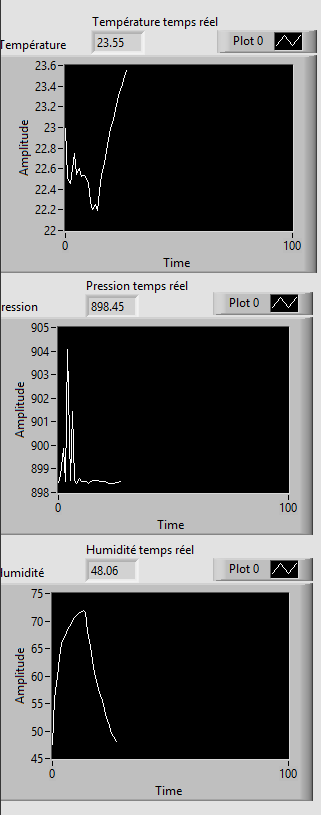 Température temps réel
Température 23.55 Plot 0
23.6
23.4
23.2
23
22.8
22.6
22.4
22.2
22
Amplitude
0 100
Time
Pression temps réel
ression 898.45 Plot 0
905
904
903
902
901
900
899
898
Amplitude
0 100
Time
Humidité temps réel
umidité 48.06 Plot 0
75
70
65
60
55
50
45
Amplitude
0 100
Time